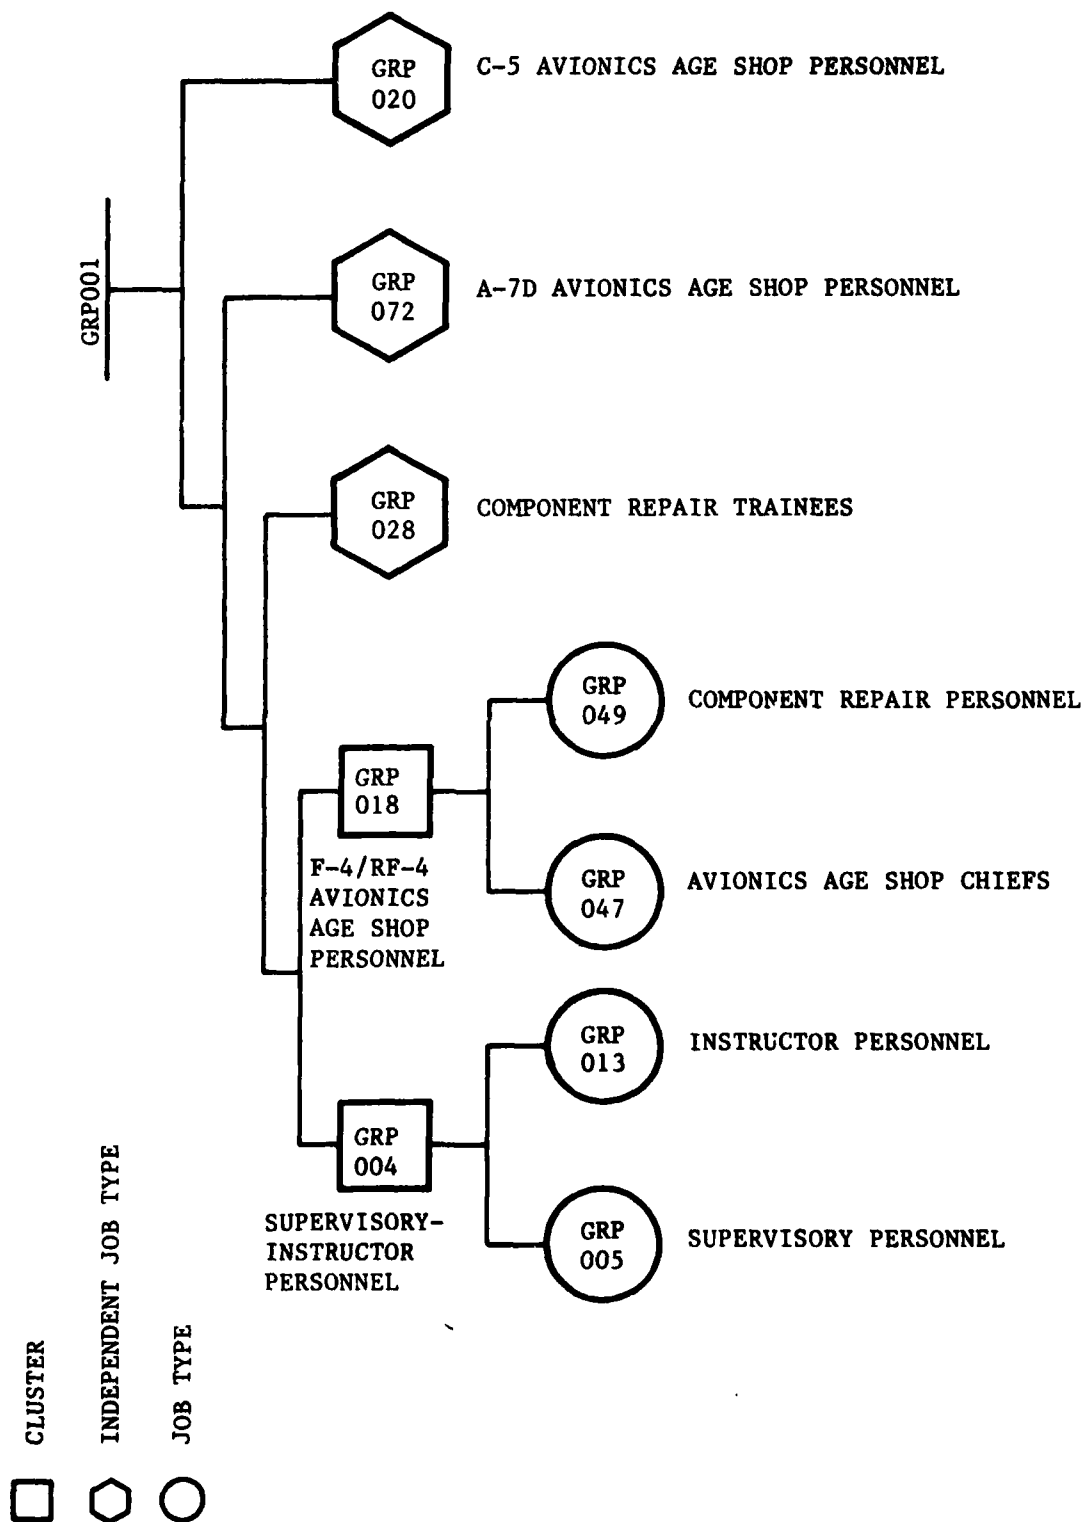 GRP
020
C-5 AVIONICS AGE SHOP PERSONNEL
GRP001
GRP
072
A-7D AVIONICS AGE SHOP PERSONNEL
GRP
028
COMPONENT REPAIR TRAINEES
GRP
049
COMPONENT REPAIR PERSONNEL
GRP
018
F-4/RF-4
AVIONICS
AGE SHOP
PERSONNEL
GRP
047
AVIONICS AGE SHOP CHIEFS
GRP
013
INSTRUCTOR PERSONNEL
GRP
004
SUPERVISORY-
INSTRUCTOR
PERSONNEL
GRP
005
SUPERVISORY PERSONNEL
CLUSTER
INDEPENDENT JOB TYPE
JOB TYPE